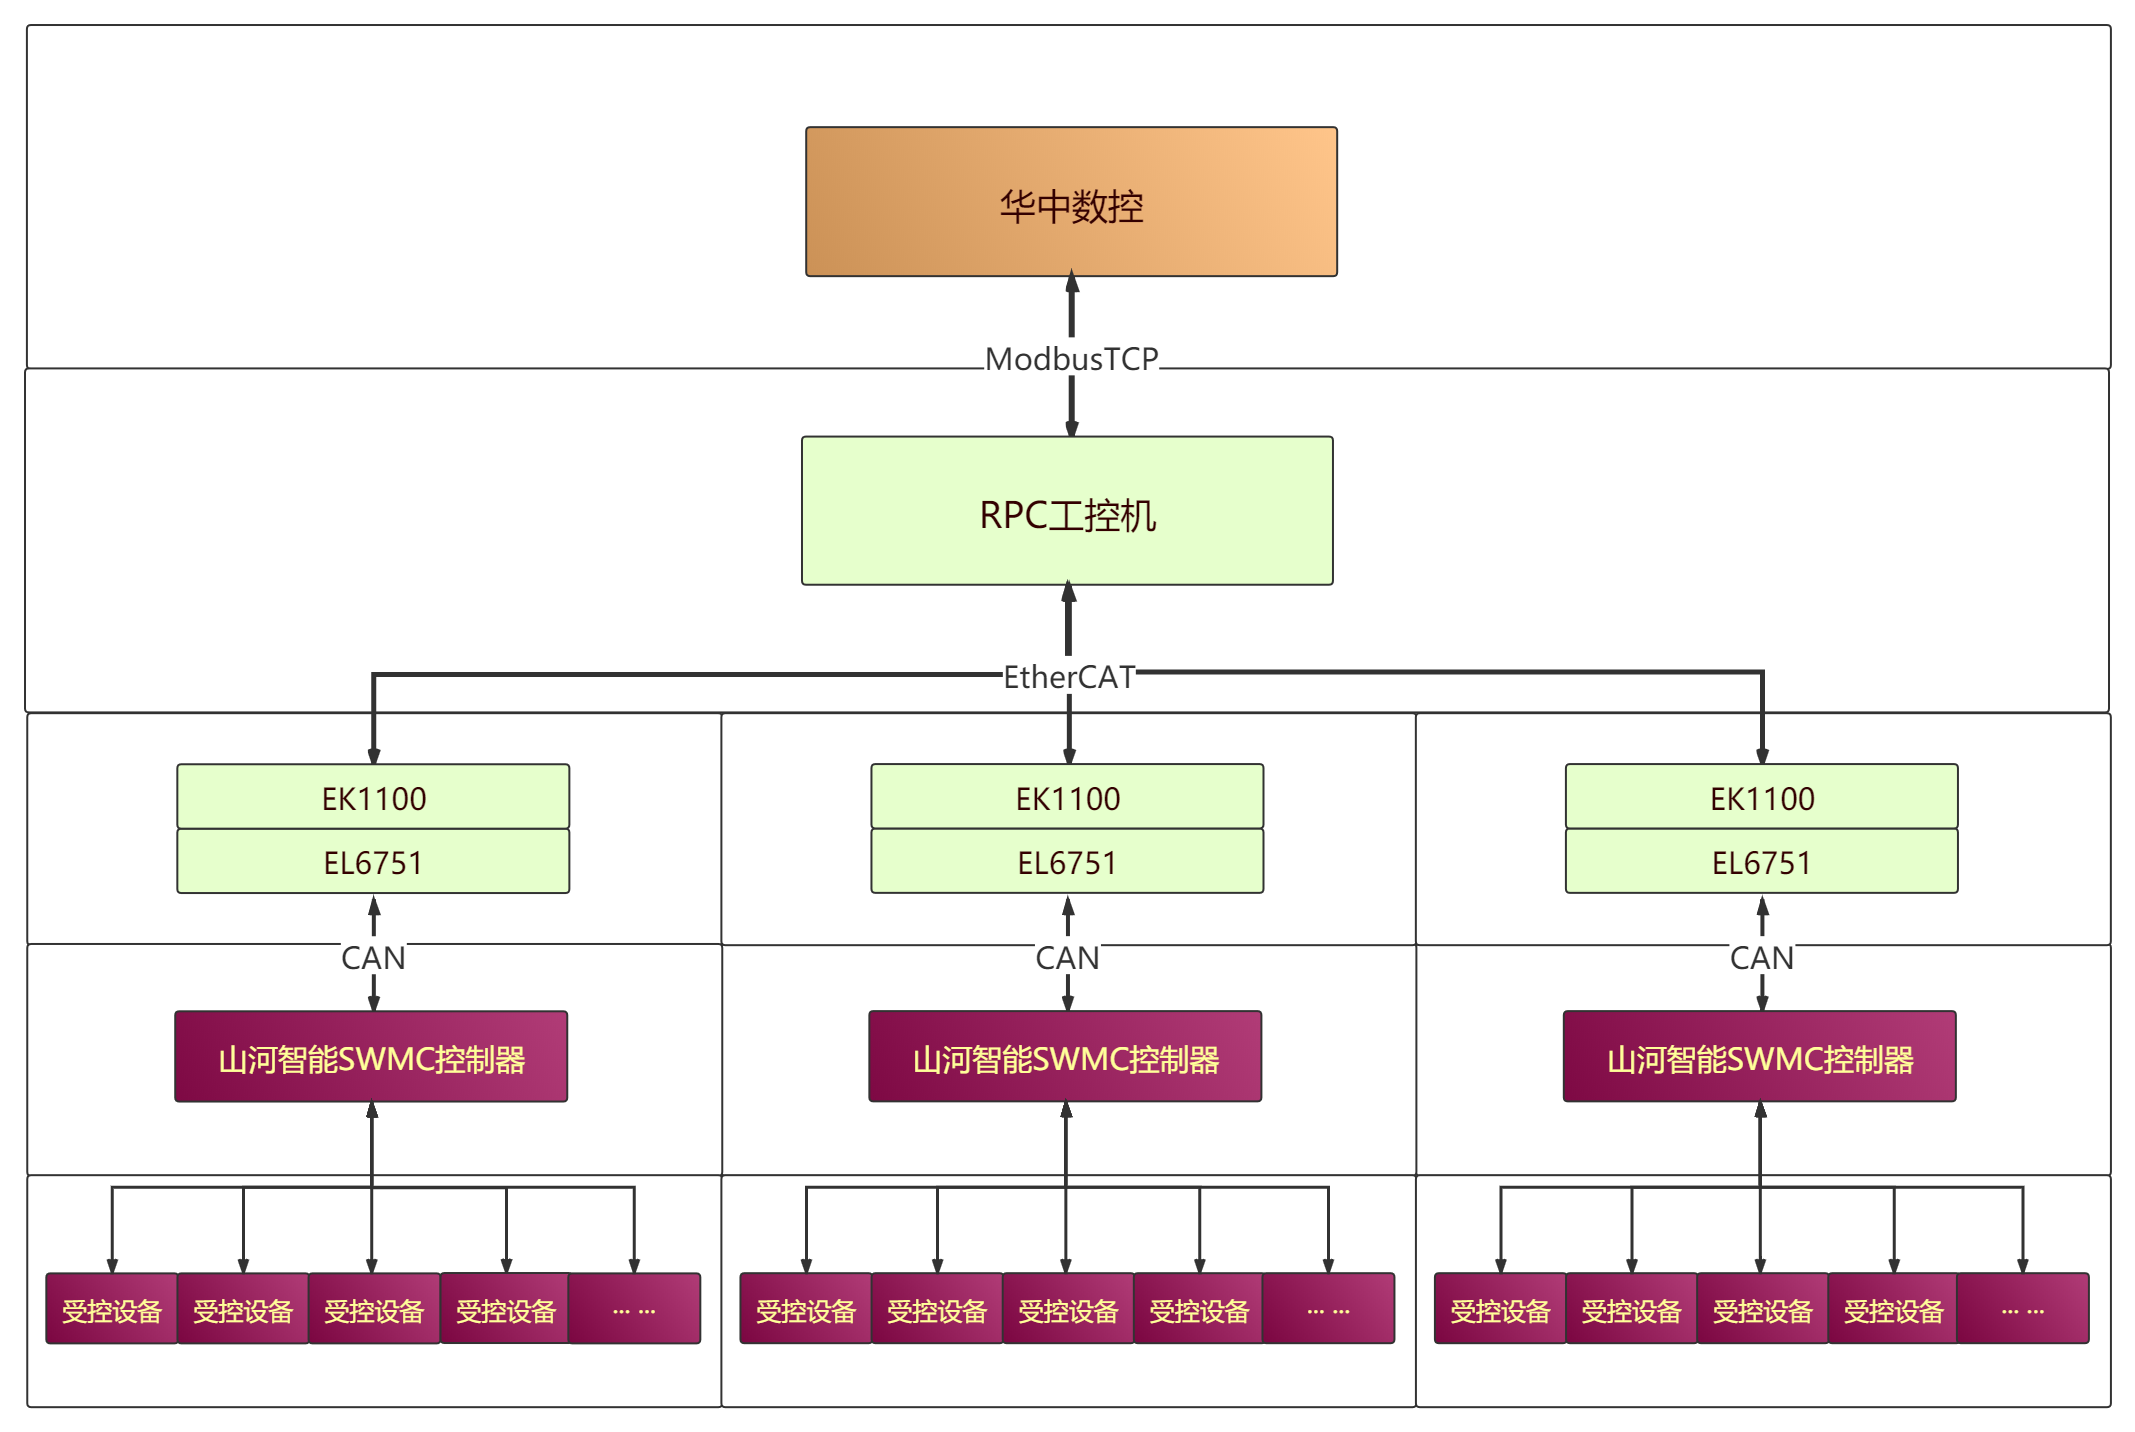 华中数控
ModbusTCP
RPC工控机
EtherCAT
EK1100
EK1100
EK1100
EL6751
EL6751
EL6751
CAN
CAN
CAN
山河智能SWMC控制器
山河智能SWMC控制器
山河智能SWMC控制器
受控设备
受控设备
受控设备
受控设备
... ...
受控设备
受控设备
受控设备
受控设备
... ...
受控设备
受控设备
受控设备
受控设备
... ...